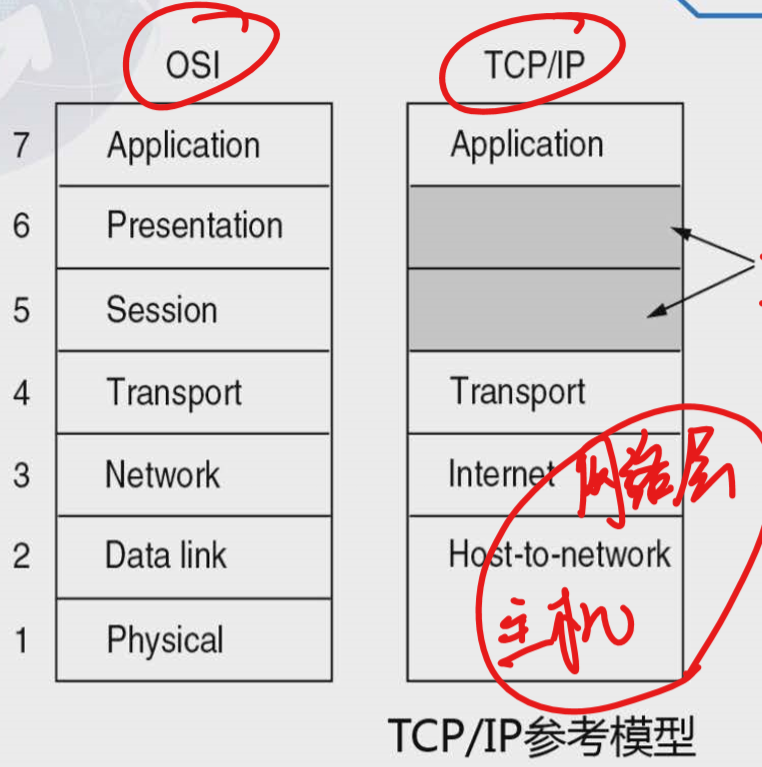 OSI
TCP/IP
7 Application Application
6 Presentation
5 Session
4 Transport Transport
3 Network Internet 网络层
2 Data link Host-to-network
1 Physical 主机
TCP/IP参考模型